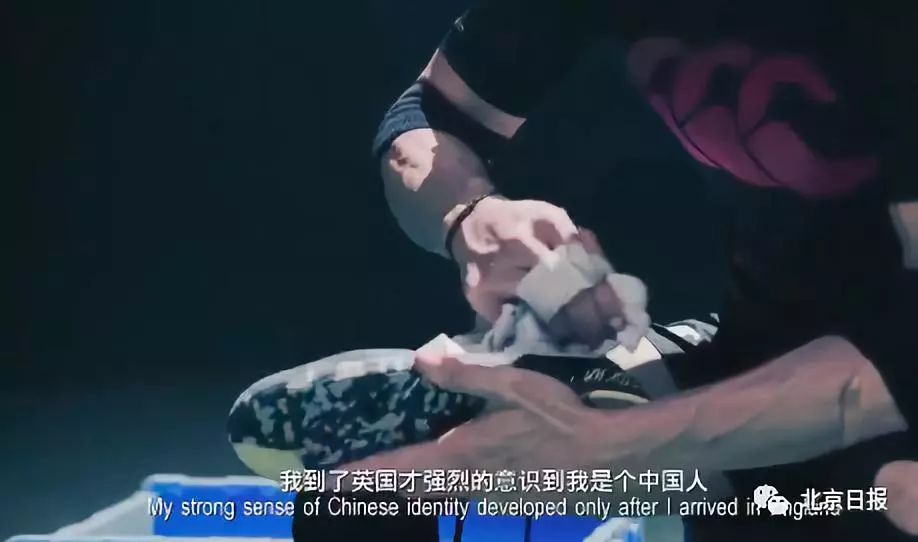 我到了英国才强烈的意识到我是个中国人
My strong sense of Chinese identity developed only after I arrived in England
北京日报